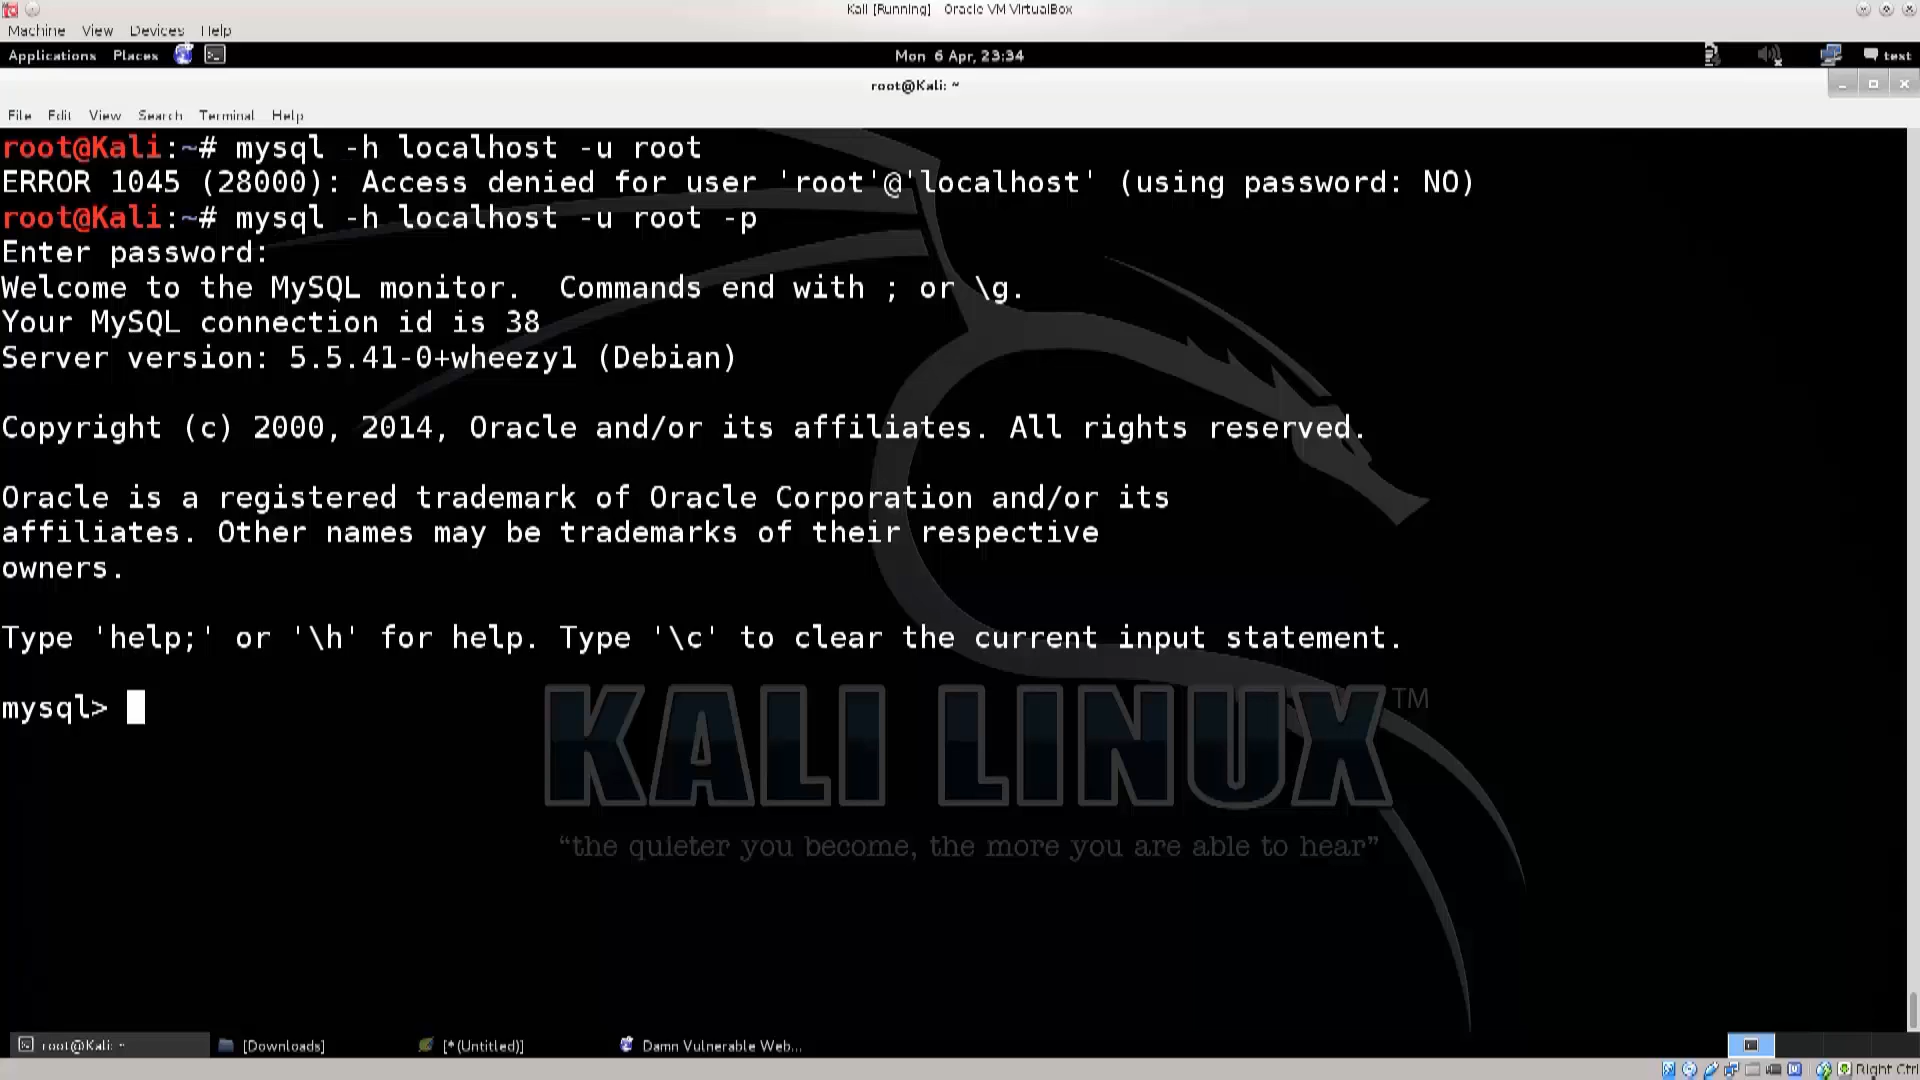 Kali [Running] Oracle VM VirtualBox
Machine View Devices Help
Applications Places Mon 6 Apr, 23:34 text
root@Kali: ~
File Edit View Search Terminal Help
root@Kali:~# mysql -h localhost -u root
ERROR 1045 (28000): Access denied for user 'root'@'localhost' (using password: NO)
root@Kali:~# mysql -h localhost -u root -p
Enter password:
Welcome to the MySQL monitor.  Commands end with ; or \g.
Your MySQL connection id is 38
Server version: 5.5.41-0+wheezy1 (Debian)
Copyright (c) 2000, 2014, Oracle and/or its affiliates. All rights reserved.
Oracle is a registered trademark of Oracle Corporation and/or its
affiliates. Other names may be trademarks of their respective
owners.
Type 'help;' or '\h' for help. Type '\c' to clear the current input statement.
mysql>
KALI LINUX™
“the quieter you become, the more you are able to hear”
root@Kali: ~ [Downloads] [*(Untitled)] Damn Vulnerable Web...
Right Ctrl